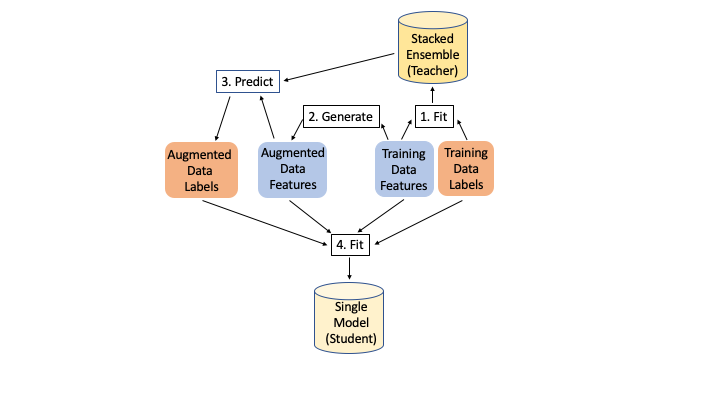 Stacked
Ensemble
(Teacher)
3. Predict
2. Generate
1. Fit
Augmented
Data
Labels
Augmented
Data
Features
Training
Data
Features
Training
Data
Labels
4. Fit
Single
Model
(Student)